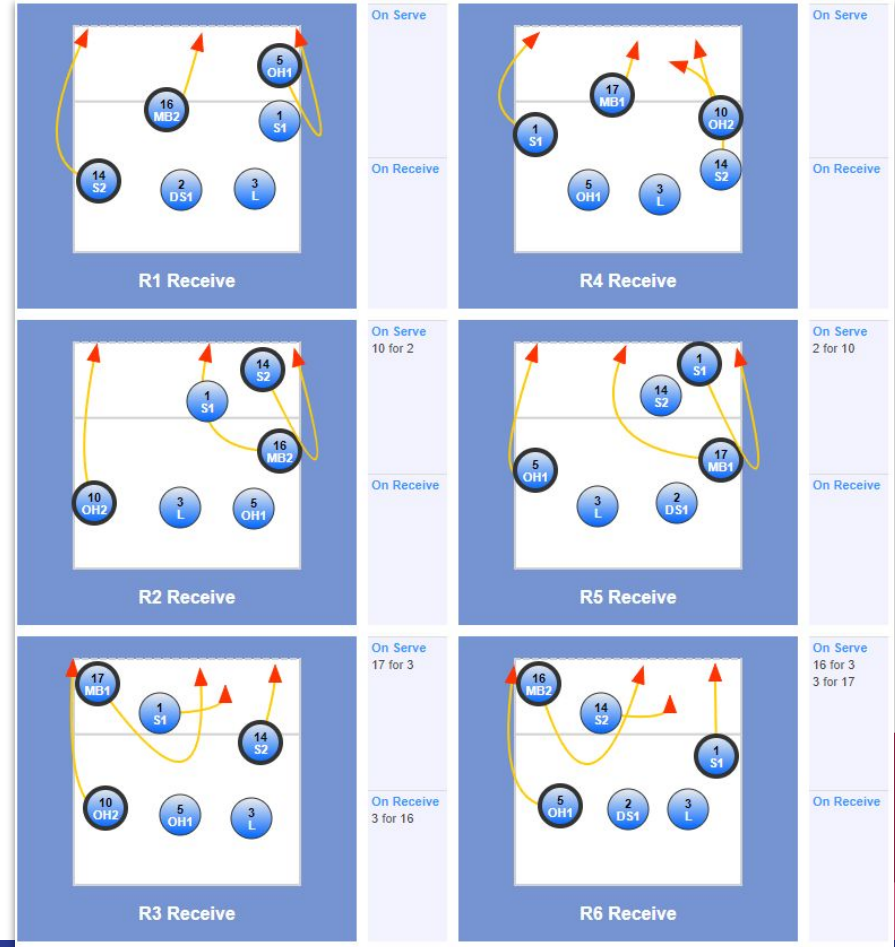 On Serve
5
OH1
16
MB2
1
S1
14
S2
2
DS1
3
L
On Receive
R1 Receive
On Serve
17
MB1
10
OH2
1
S1
14
S2
5
OH1
3
L
On Receive
R4 Receive
On Serve
10 for 2
14
S2
1
S1
16
MB2
10
OH2
3
L
5
OH1
On Receive
R2 Receive
On Serve
2 for 10
1
S1
14
S2
17
MB1
5
OH1
3
L
2
DS1
On Receive
R5 Receive
On Serve
17 for 3
17
MB1
1
S1
14
S2
10
OH2
5
OH1
3
L
On Receive
3 for 16
R3 Receive
On Serve
16 for 3
3 for 17
16
MB2
14
S2
1
S1
5
OH1
2
DS1
3
L
On Receive
R6 Receive